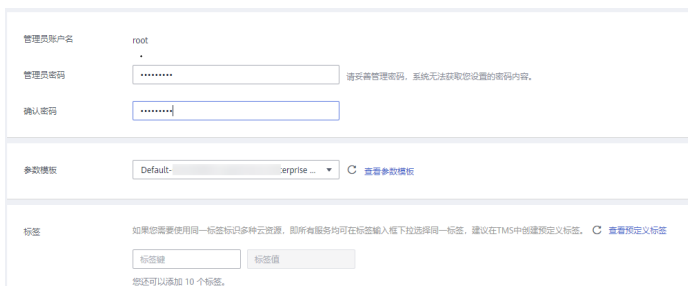 管理员账户名 root
管理员密码 ••••••••• 请妥善管理密码，系统无法获取您设置的密码内容。
确认密码 •••••••••
参数模板 Default- terprise ... 查看参数模板
标签 如果您需要使用同一标签标识多种云资源，即所有服务均可在标签输入框下拉选择同一标签，建议在TMS中创建预定义标签。 查看预定义标签
标签键 标签值
您还可以添加 10 个标签。